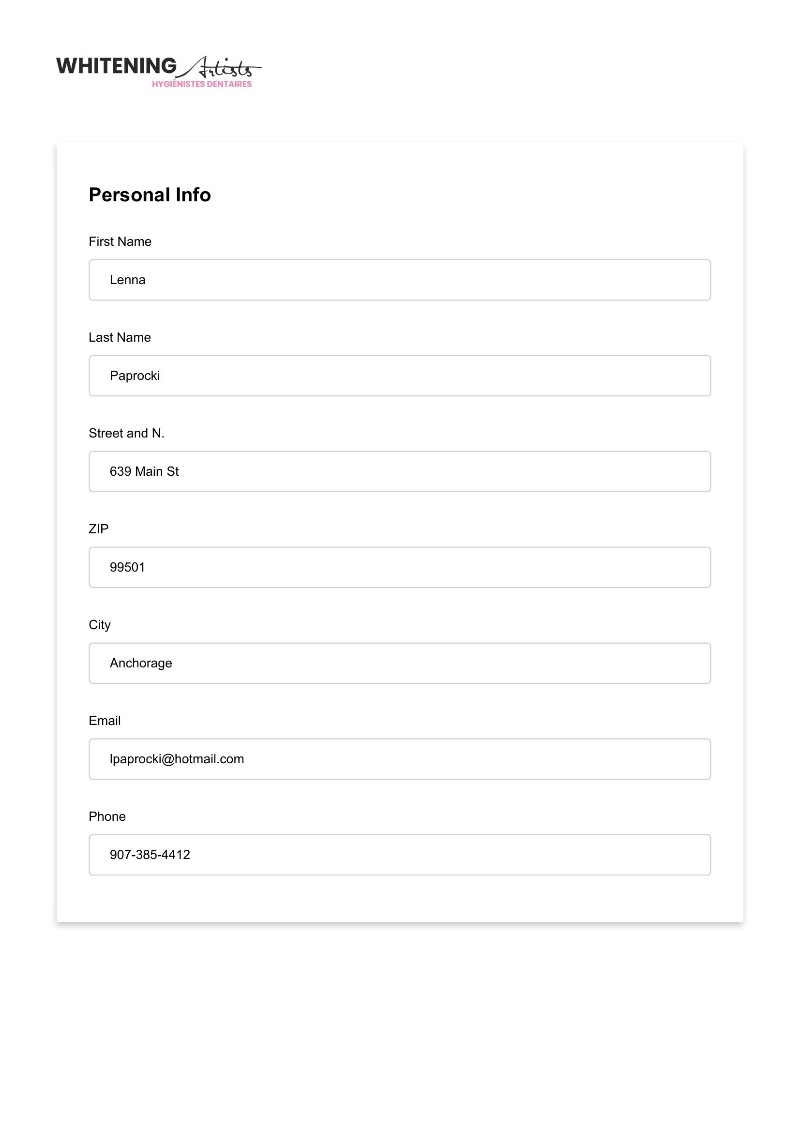 WHITENING Artists
HYGIÉNISTES DENTAIRES
Personal Info
First Name
Lenna
Last Name
Paprocki
Street and N.
639 Main St
ZIP
99501
City
Anchorage
Email
lpaprocki@hotmail.com
Phone
907-385-4412